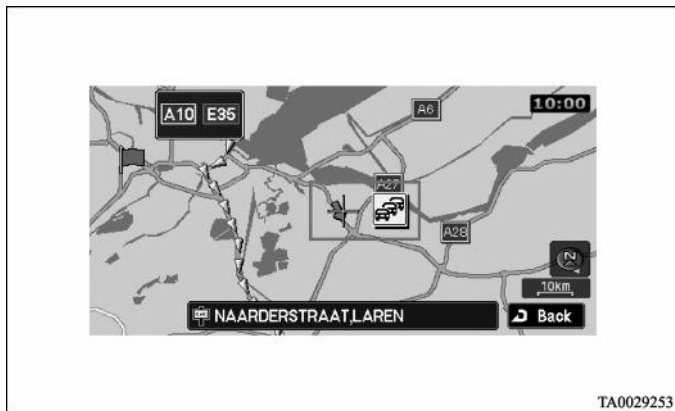 A10 E35
A6
10:00
A27
A28
10km
NAARDERSTRAAT,LAREN
Back
TA0029253